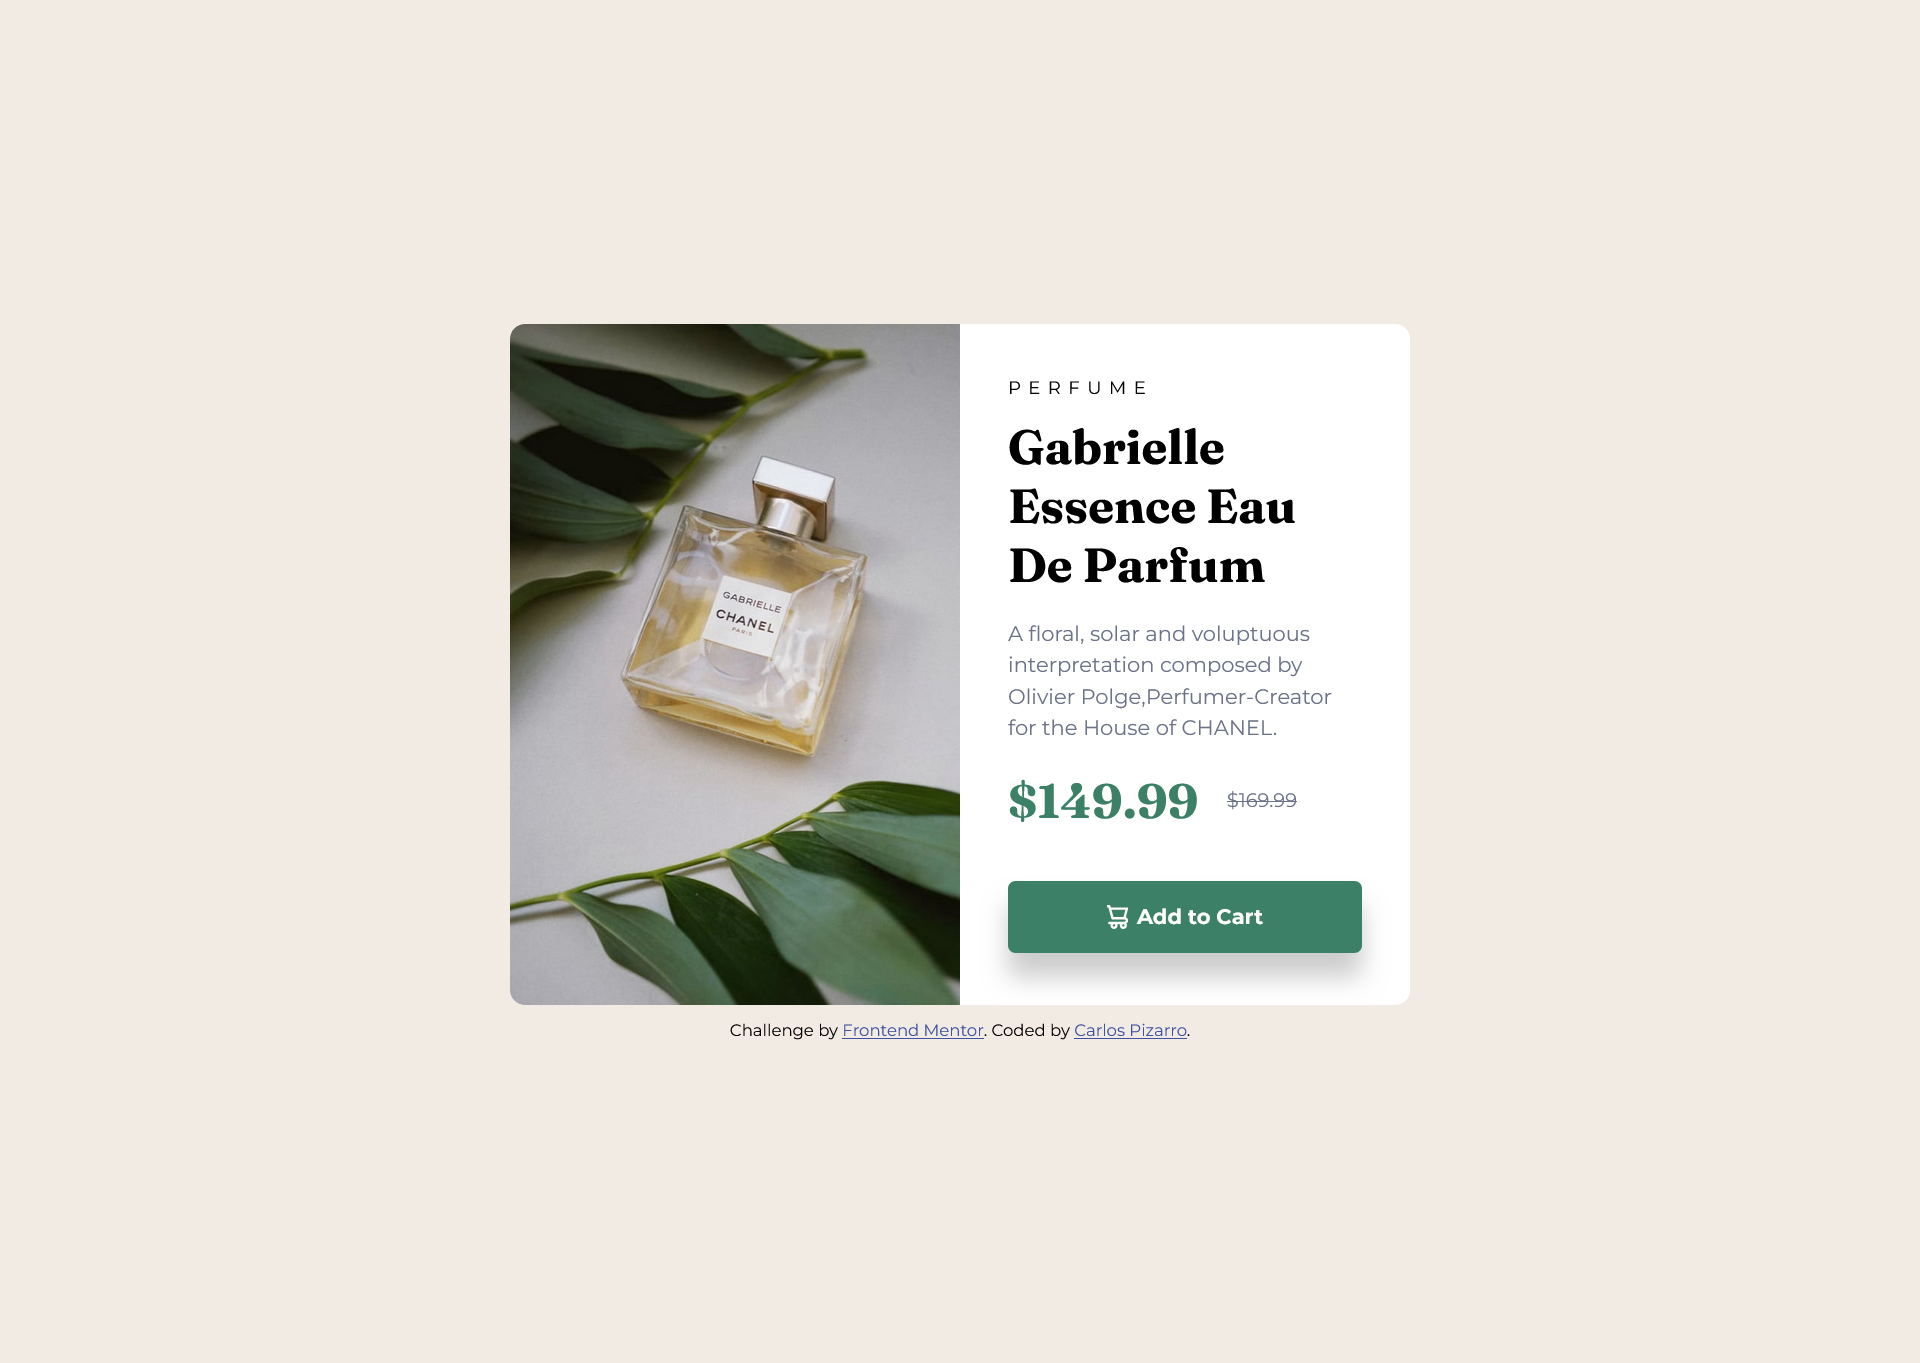 GABRIELLE
CHANEL
PARIS
PERFUME
Gabrielle
Essence Eau
De Parfum
A floral, solar and voluptuous
interpretation composed by
Olivier Polge,Perfumer-Creator
for the House of CHANEL.
$149.99 $169.99
Add to Cart
Challenge by Frontend Mentor. Coded by Carlos Pizarro.